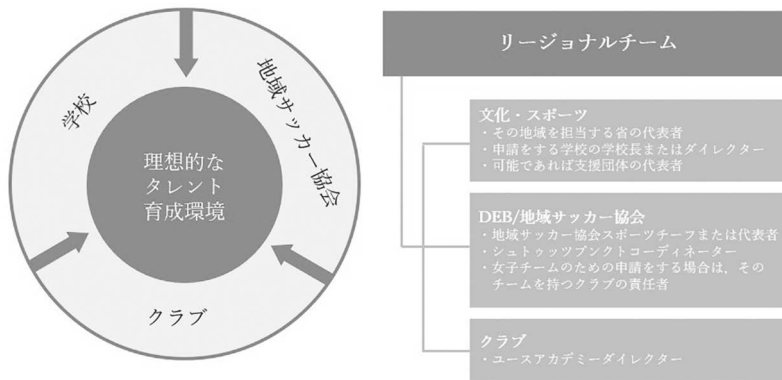 学校
地域サッカー協会
クラブ
理想的な
タレント
育成環境
リージョナルチーム
文化・スポーツ
・その地域を担当する省の代表者
・申請をする学校の学校長またはダイレクター
・可能であれば支援団体の代表者
DEB/地域サッカー協会
・地域サッカー協会スポーツチーフまたは代表者
・シュトゥッツプンクトコーディネーター
・女子チームのための申請をする場合は，その
チームを持つクラブの責任者
クラブ
・ユースアカデミーダイレクター